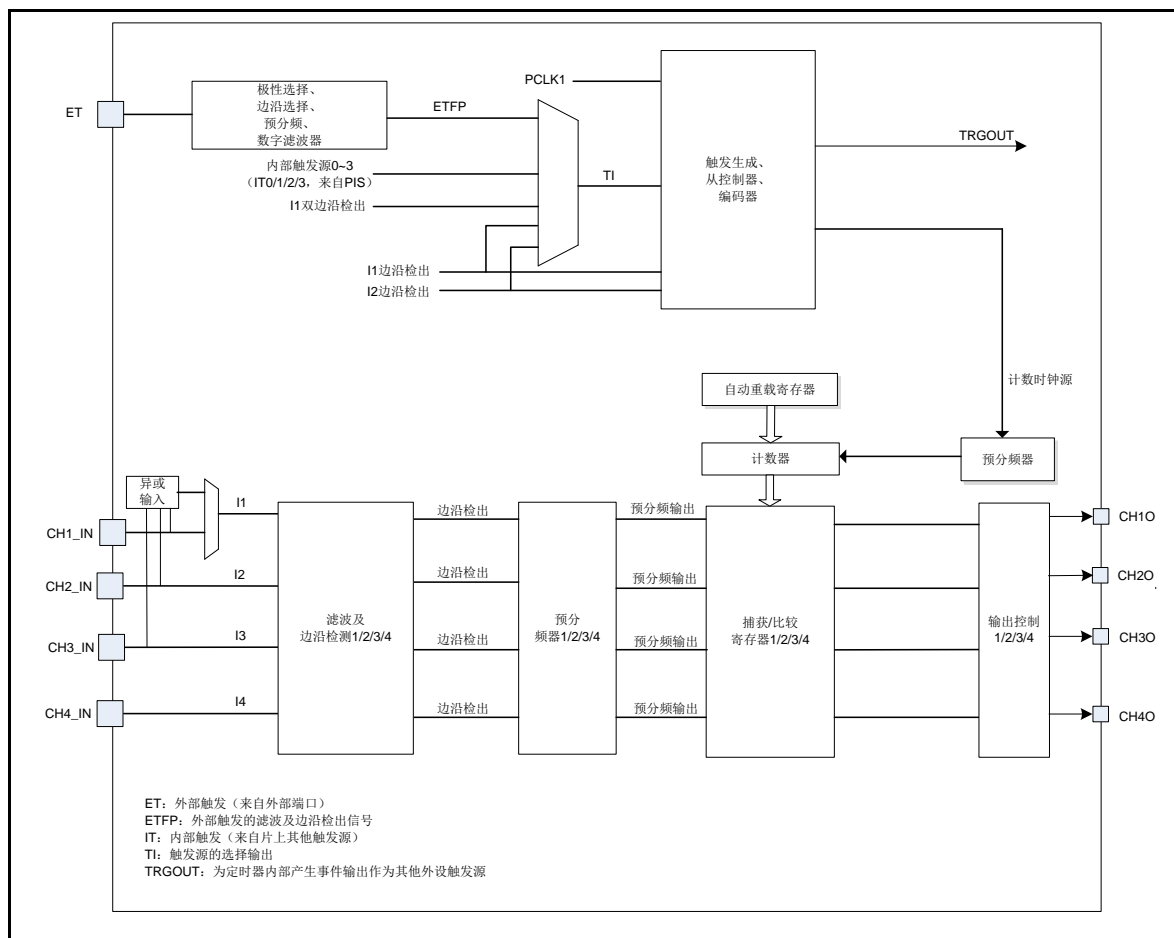 极性选择、
边沿选择、
预分频、
数字滤波器
ET
ETFP
PCLK1
内部触发源0~3
（IT0/1/2/3，来自PIS）
I1双边沿检出
TI
触发生成、
从控制器、
编码器
TRGOUT
I1边沿检出
I2边沿检出
计数时钟源
自动重载寄存器
计数器
预分频器
异或
输入
I1
CH1_IN
I2
CH2_IN
I3
CH3_IN
I4
CH4_IN
滤波及
边沿检测1/2/3/4
边沿检出
边沿检出
边沿检出
边沿检出
预分
频器1/2/3/4
预分频输出
预分频输出
预分频输出
预分频输出
捕获/比较
寄存器1/2/3/4
输出控制
1/2/3/4
CH1O
CH2O
CH3O
CH4O
ET：外部触发（来自外部端口）
ETFP：外部触发的滤波及边沿检出信号
IT：内部触发（来自片上其他触发源）
TI：触发源的选择输出
TRGOUT：为定时器内部产生事件输出作为其他外设触发源